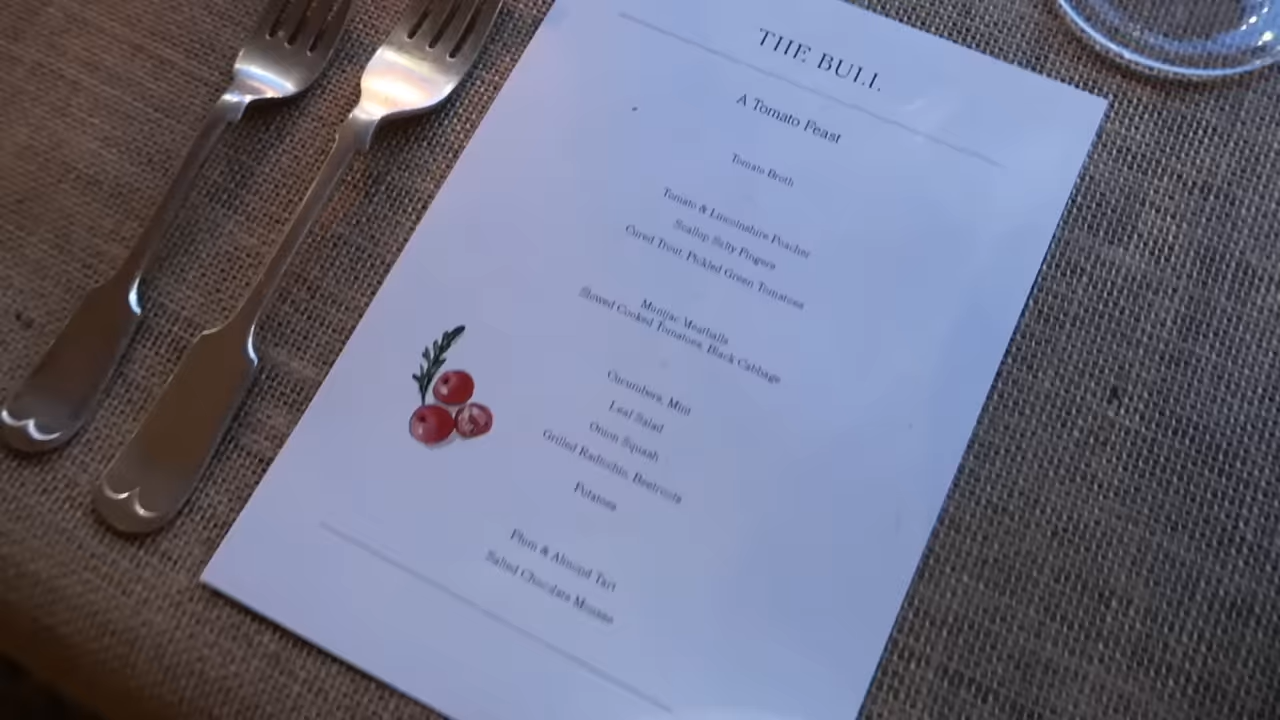 THE BULL
A Tomato Feast
Tomato Broth
Tomato & Lincolnshire Poacher
Scallop Salty Fingers
Cured Trout, Pickled Green Tomatoes
Muntjac Meatballs
Slowed Cooked Tomatoes, Black Cabbage
Cucumbers, Mint
Leaf Salad
Onion Squash
Grilled Radicchio, Beetroots
Potatoes
Plum & Almond Tart
Salted Chocolate Mousse